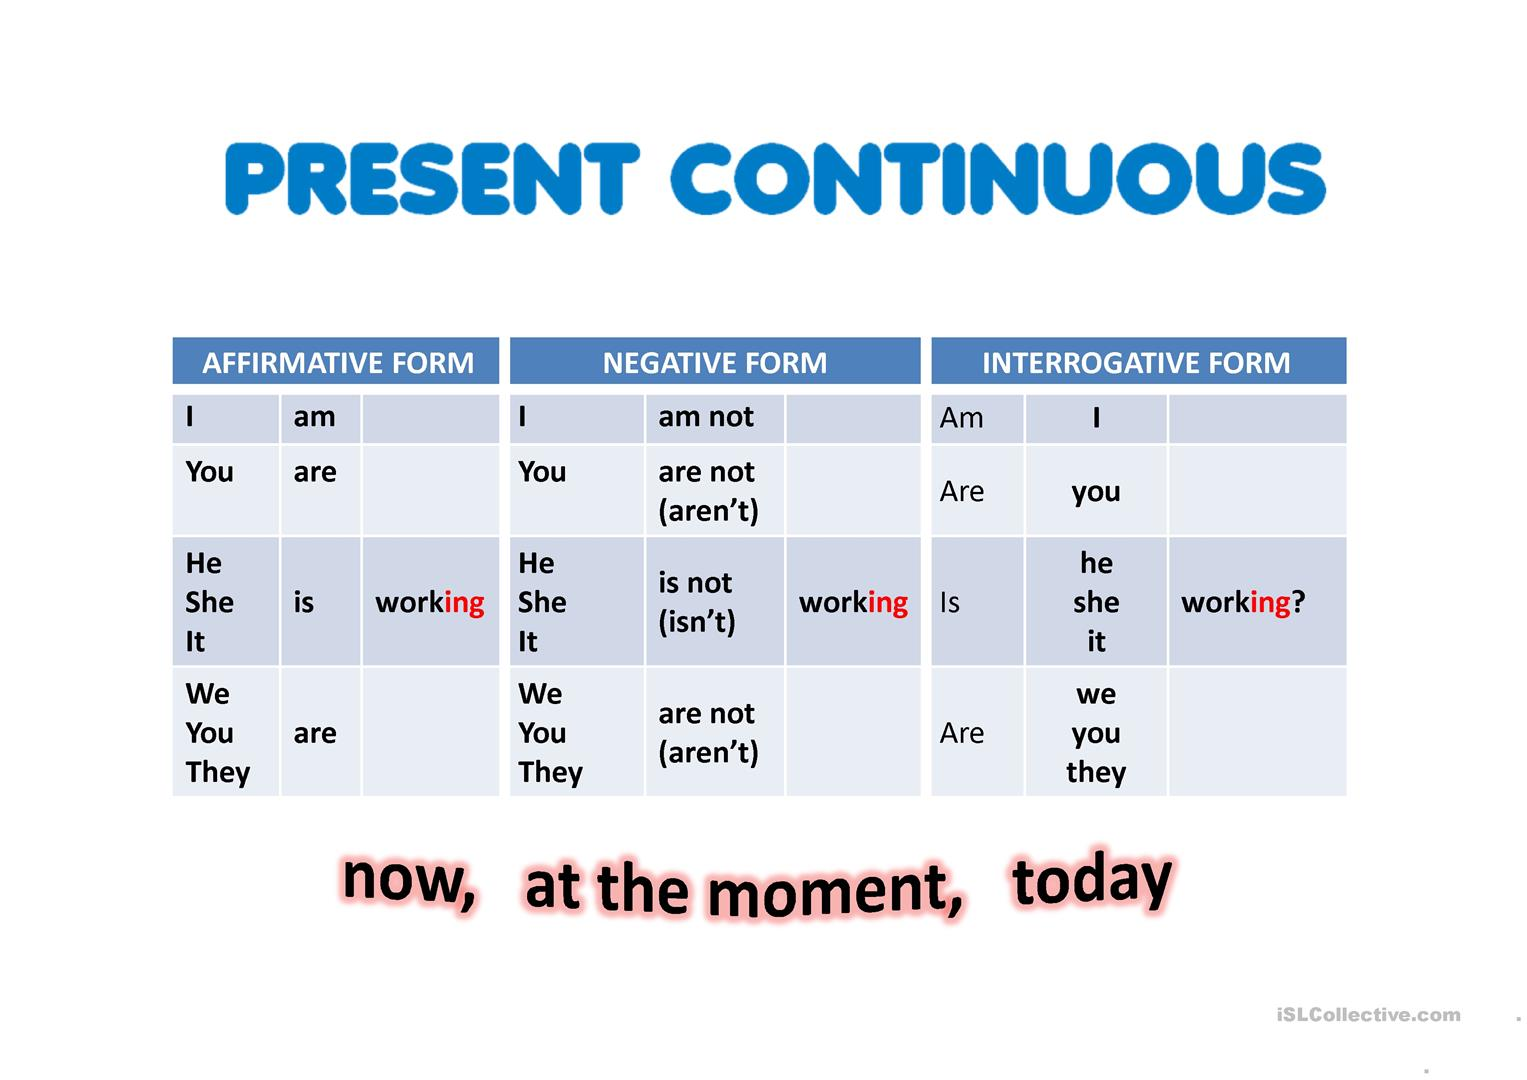 PRESENT CONTINUOUS
AFFIRMATIVE FORM NEGATIVE FORM INTERROGATIVE FORM
I am I am not Am I
You are You are not Are you
(aren’t)
He He he
She is working She is not (isn’t) working Is she working?
It It it
We We we
You are You are not (aren’t) Are you
They They they
now, at the moment, today
iSLCollective.com